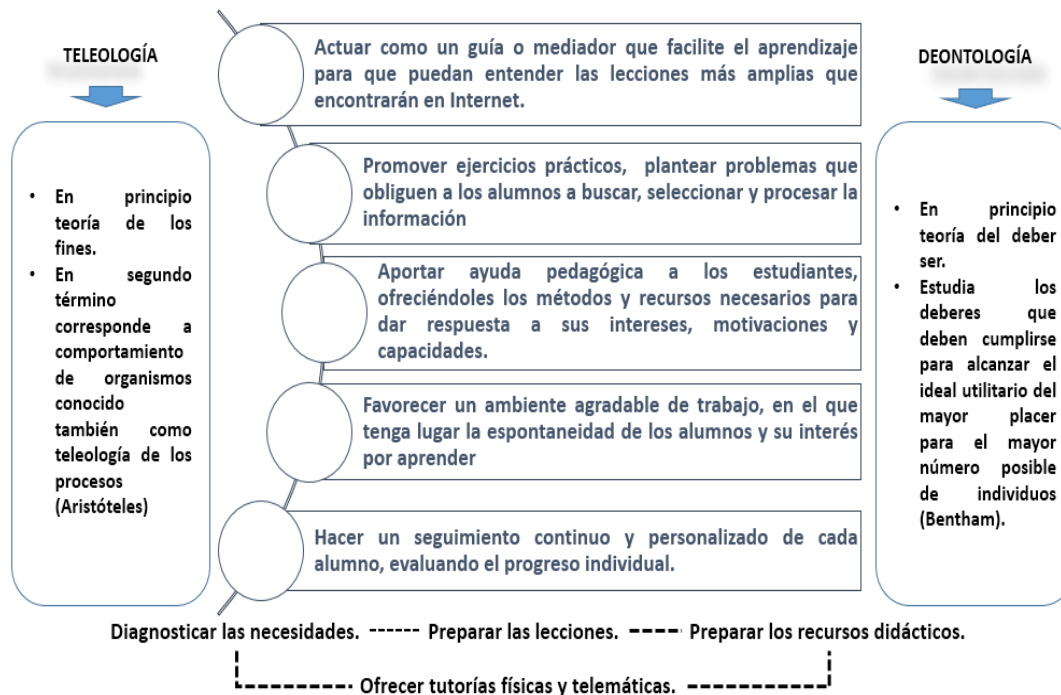 TELEOLOGÍA
• En principio
teoría de los
fines.
• En segundo
término
corresponde a
comportamiento
de organismos
conocido
también como
teleología de los
procesos
(Aristóteles)
Actuar como un guía o mediador que facilite el aprendizaje
para que puedan entender las lecciones más amplias que
encontrarán en Internet.
Promover ejercicios prácticos, plantear problemas que
obliguen a los alumnos a buscar, seleccionar y procesar la
información
Aportar ayuda pedagógica a los estudiantes,
ofreciéndoles los métodos y recursos necesarios para
dar respuesta a sus intereses, motivaciones y
capacidades.
Favorecer un ambiente agradable de trabajo, en el que
tenga lugar la espontaneidad de los alumnos y su interés
por aprender
Hacer un seguimiento continuo y personalizado de cada
alumno, evaluando el progreso individual.
DEONTOLOGÍA
• En principio
teoría del deber
ser.
• Estudia los
deberes que
deben cumplirse
para alcanzar el
ideal utilitario del
mayor placer
para el mayor
número posible
de individuos
(Bentham).
Diagnosticar las necesidades. ------ Preparar las lecciones. ------ Preparar los recursos didácticos.
Ofrecer tutorías físicas y telemáticas.